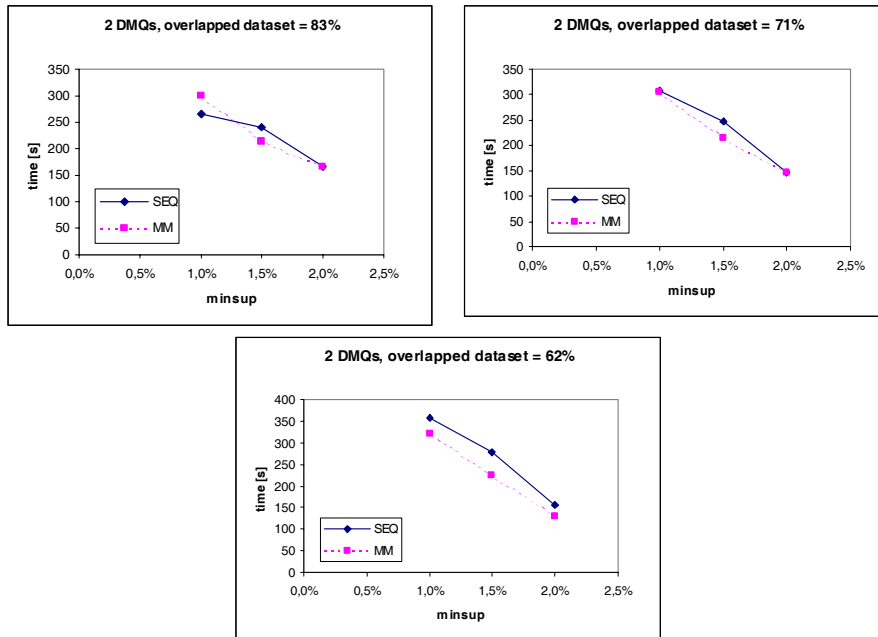 2 DMQs, overlapped dataset = 83%
350
300
250
200
150
100
50
0
time [s]
SEQ
MM
0,0% 0,5% 1,0% 1,5% 2,0% 2,5%
minsup
2 DMQs, overlapped dataset = 71%
350
300
250
200
150
100
50
0
time [s]
SEQ
MM
0,0% 0,5% 1,0% 1,5% 2,0% 2,5%
minsup
2 DMQs, overlapped dataset = 62%
400
350
300
250
200
150
100
50
0
time [s]
SEQ
MM
0,0% 0,5% 1,0% 1,5% 2,0% 2,5%
minsup